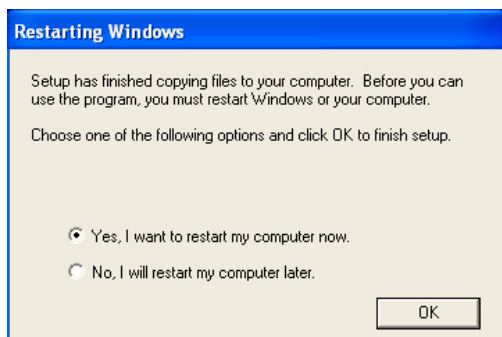 Restarting Windows
Setup has finished copying files to your computer.  Before you can
use the program, you must restart Windows or your computer.
Choose one of the following options and click OK to finish setup.
Yes, I want to restart my computer now.
No, I will restart my computer later.
OK